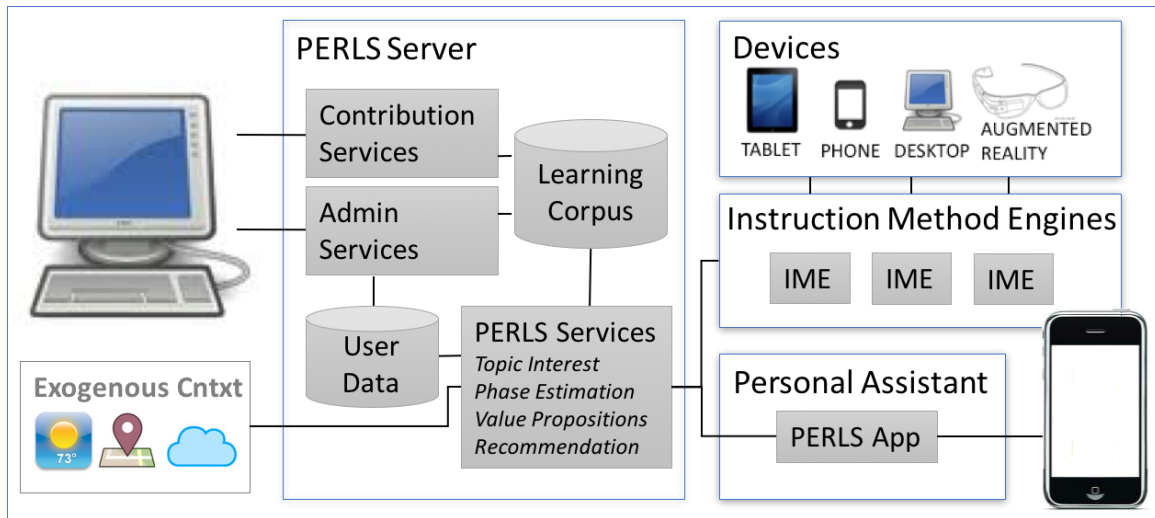 PERLS Server
Contribution
Services
Admin
Services
Learning
Corpus
User
Data
PERLS Services
Topic Interest
Phase Estimation
Value Propositions
Recommendation
Exogenous Cntxt
73°
Devices
TABLET
PHONE
DESKTOP
AUGMENTED
REALITY
Instruction Method Engines
IME
IME
IME
Personal Assistant
PERLS App